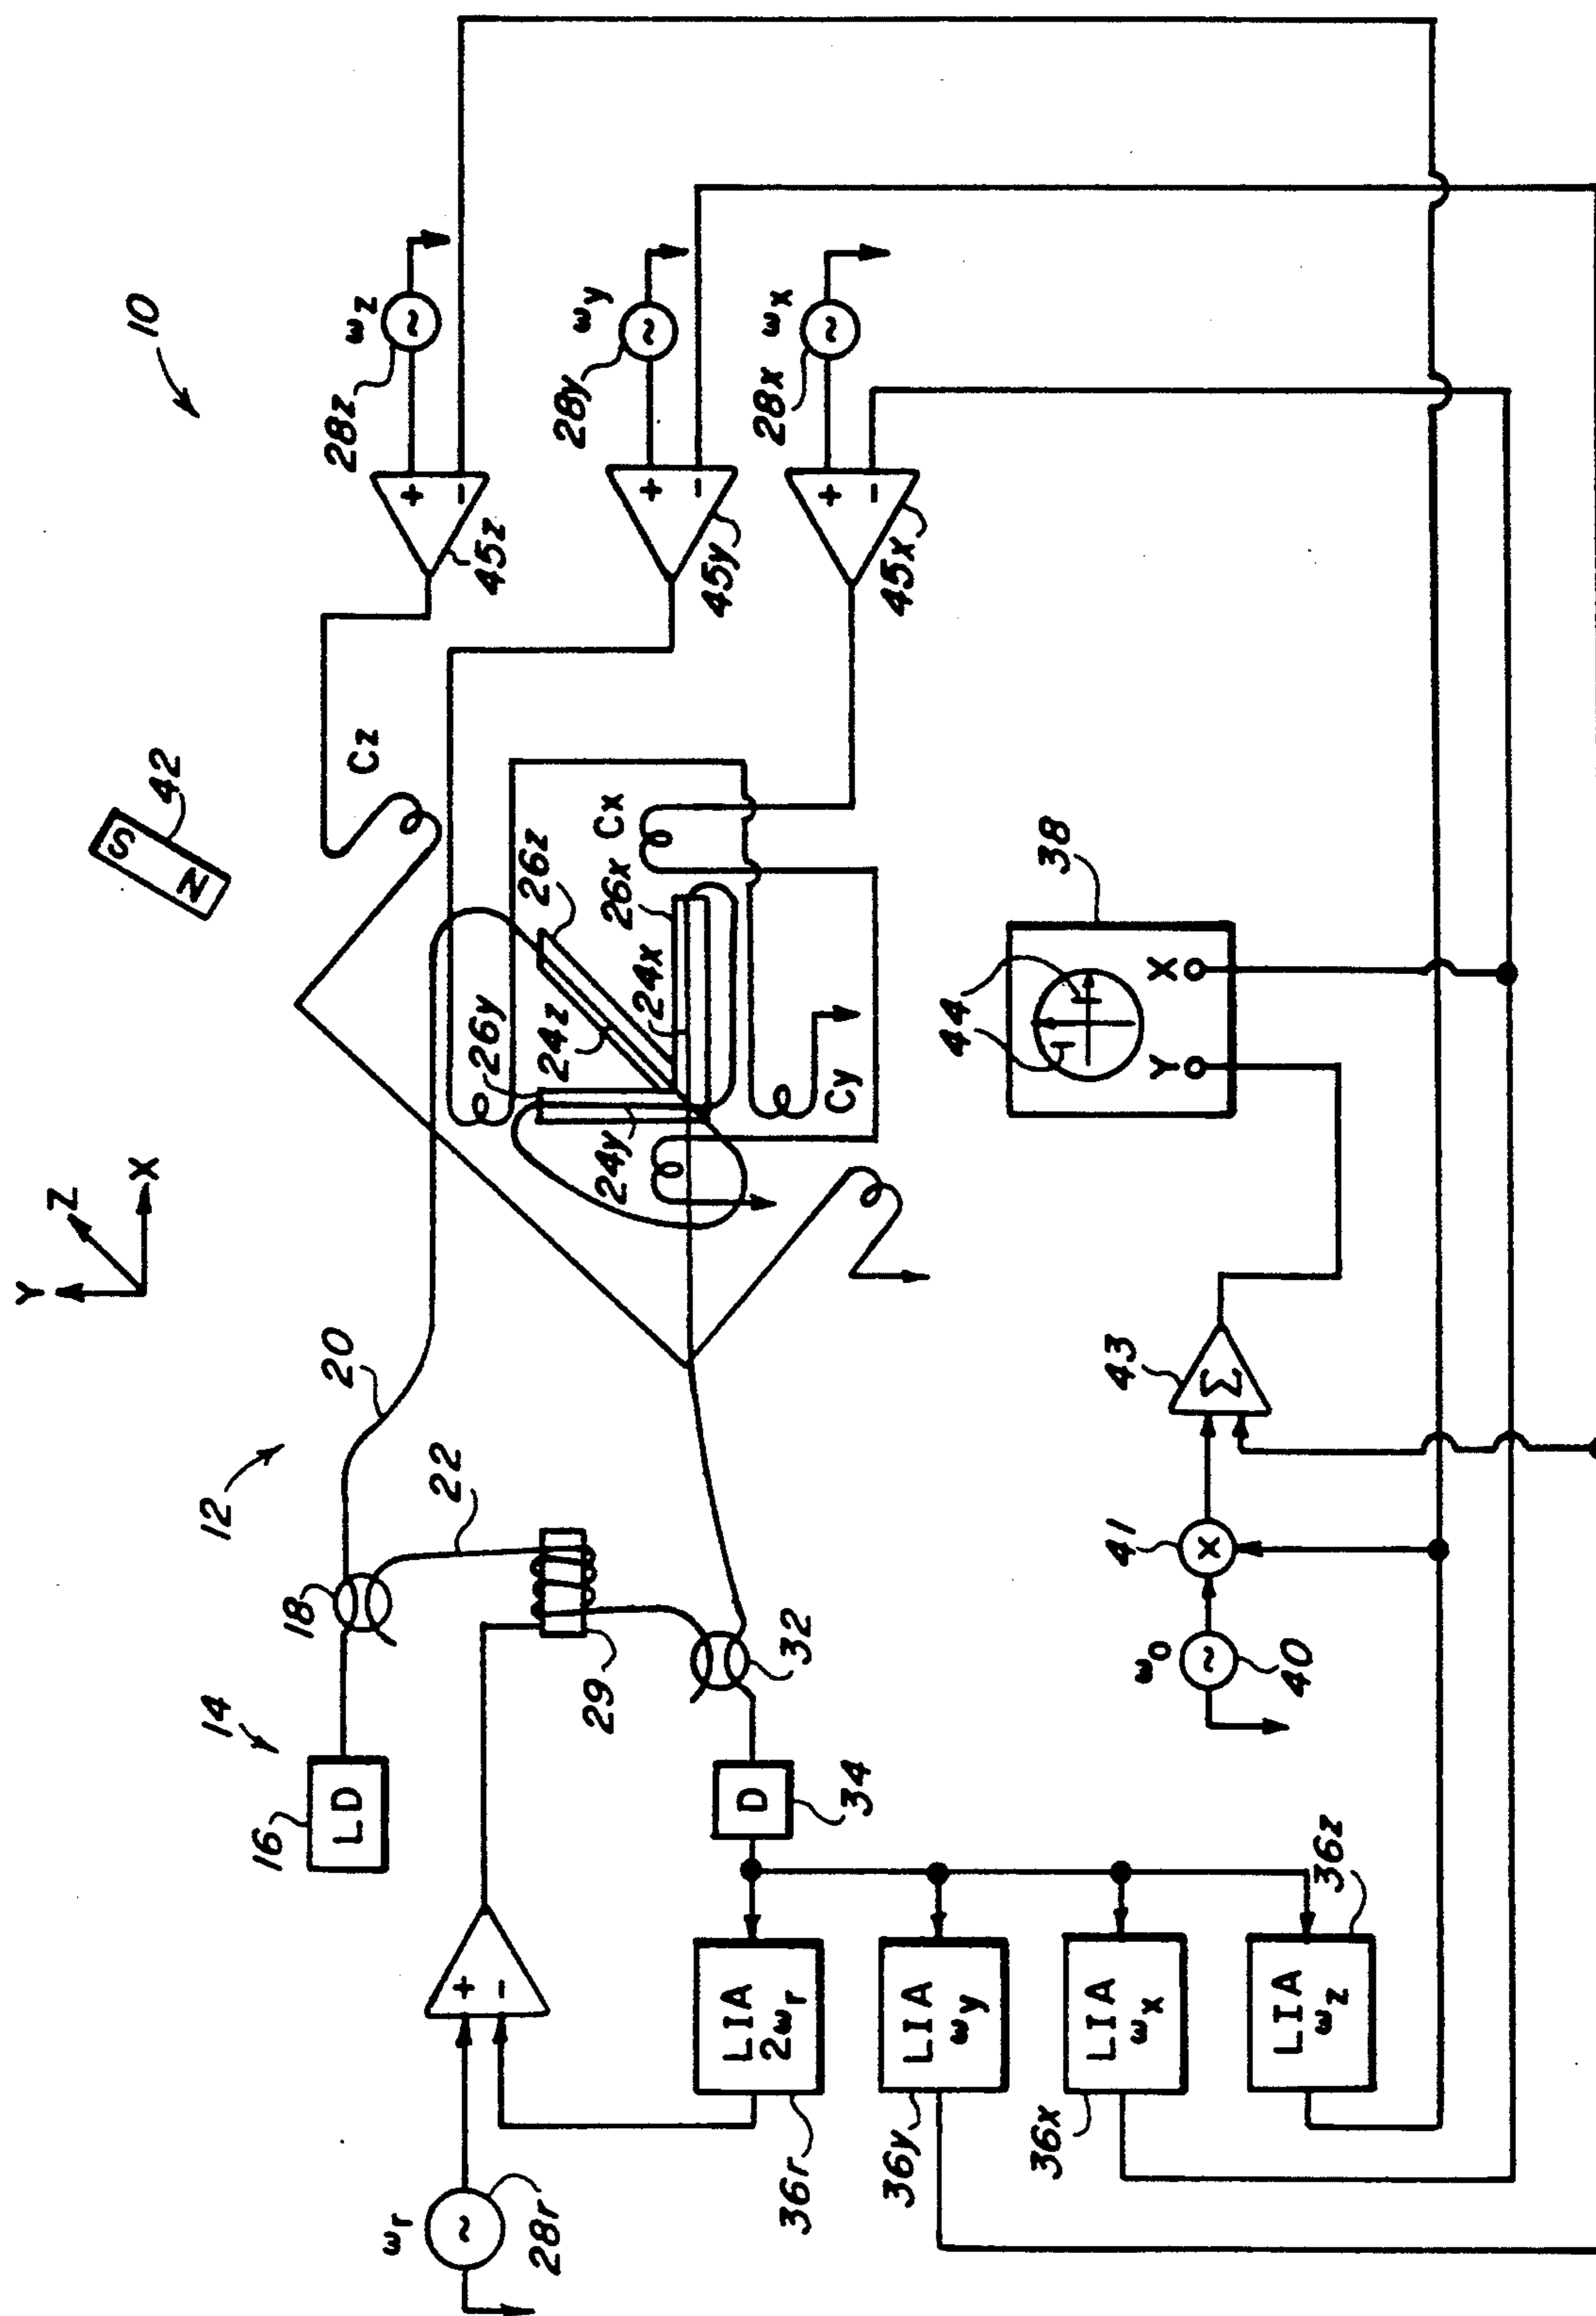 10
12
14
16
LD
18
20
22
29
Y
Z
X
S
N
42
Cz
28z
ωz
+
-
45z
28y
ωy
+
-
45y
28x
ωx
+
-
45x
26y
24z
26z
24y
24x
26x
Cx
Cy
ωr
~
28r
+
-
32
D
34
LIA
2ωr
36r
LIA
ωy
36y
LIA
ωx
36x
LIA
ωz
36z
ωo
~
40
41
X
43
Σ
38
44
Y
X
~
~
~